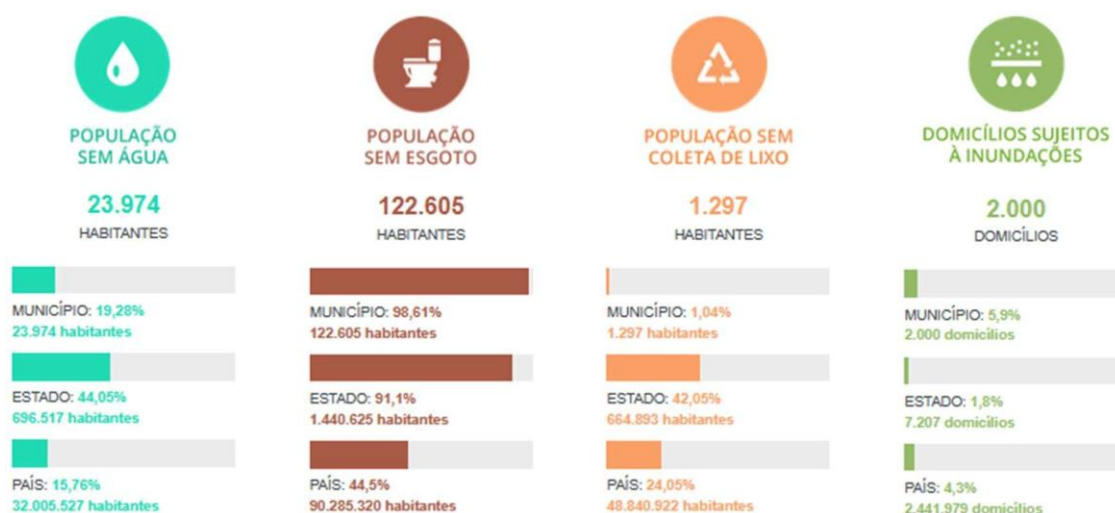 POPULAÇÃO
SEM ÁGUA
23.974
HABITANTES
MUNICÍPIO: 19,28%
23.974 habitantes
ESTADO: 44,05%
696.517 habitantes
PAÍS: 15,76%
32.005.527 habitantes
POPULAÇÃO
SEM ESGOTO
122.605
HABITANTES
MUNICÍPIO: 98,61%
122.605 habitantes
ESTADO: 91,1%
1.440.625 habitantes
PAÍS: 44,5%
90.285.320 habitantes
POPULAÇÃO SEM
COLETA DE LIXO
1.297
HABITANTES
MUNICÍPIO: 1,04%
1.297 habitantes
ESTADO: 42,05%
664.893 habitantes
PAÍS: 24,05%
48.840.922 habitantes
DOMICÍLIOS SUJEITOS
À INUNDAÇÕES
2.000
DOMICÍLIOS
MUNICÍPIO: 5,9%
2.000 domicílios
ESTADO: 1,8%
7.207 domicílios
PAÍS: 4,3%
2.441.979 domicílios